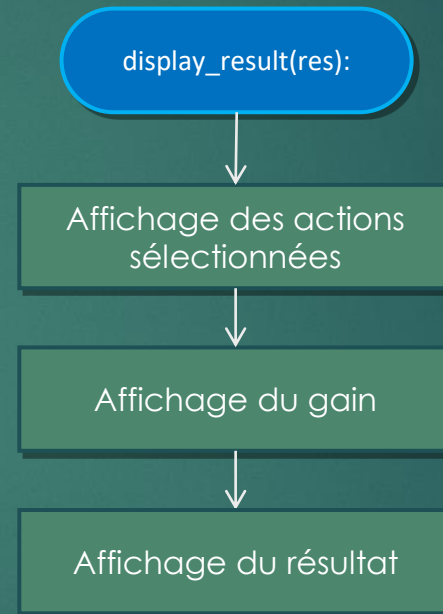 display_result(res):
Affichage des actions
sélectionnées
Affichage du gain
Affichage du résultat